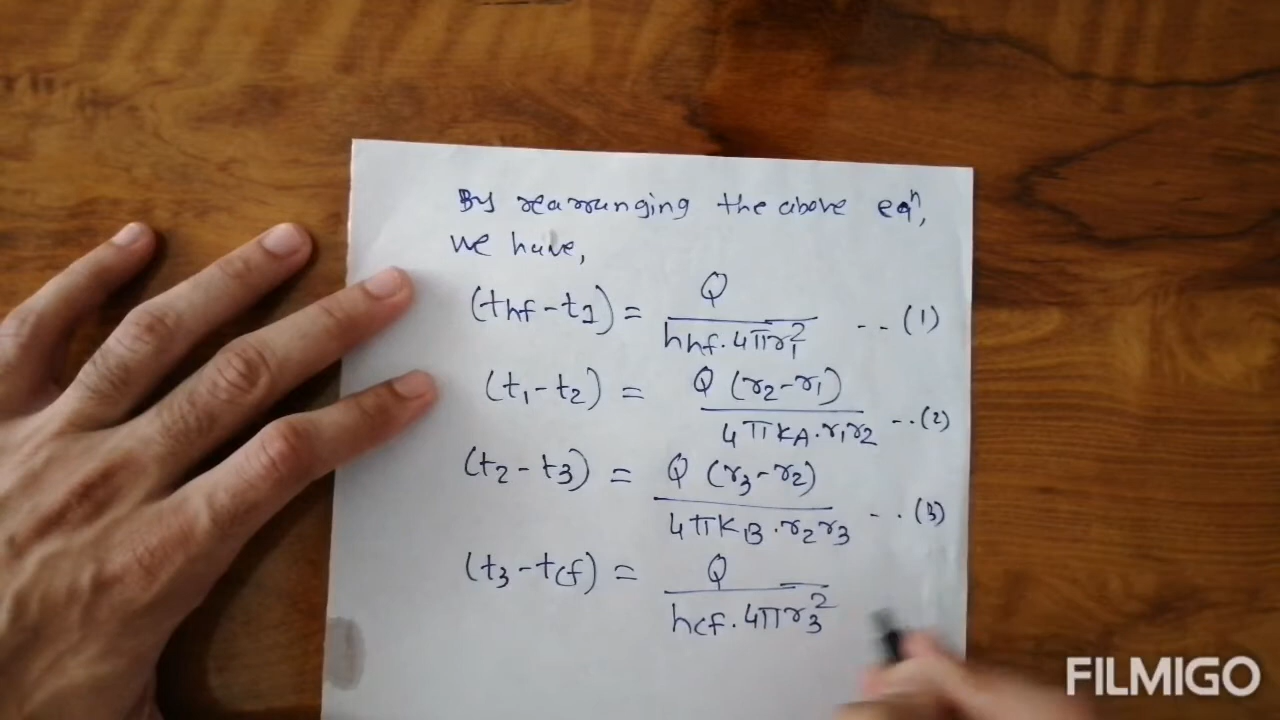 By rearranging the above eqⁿ,
we have,
(thf - t1) = Q / hhf. 4πr₁² -- (1)
(t₁ - t₂) = Q (r₂ - r₁) / 4πkA . r₁r₂ -- (2)
(t₂ - t₃) = Q (r₃ - r₂) / 4πkB . r₂r₃ -- (3)
(t₃ - tcf) = Q / hcf. 4πr₃²
FILMIGO